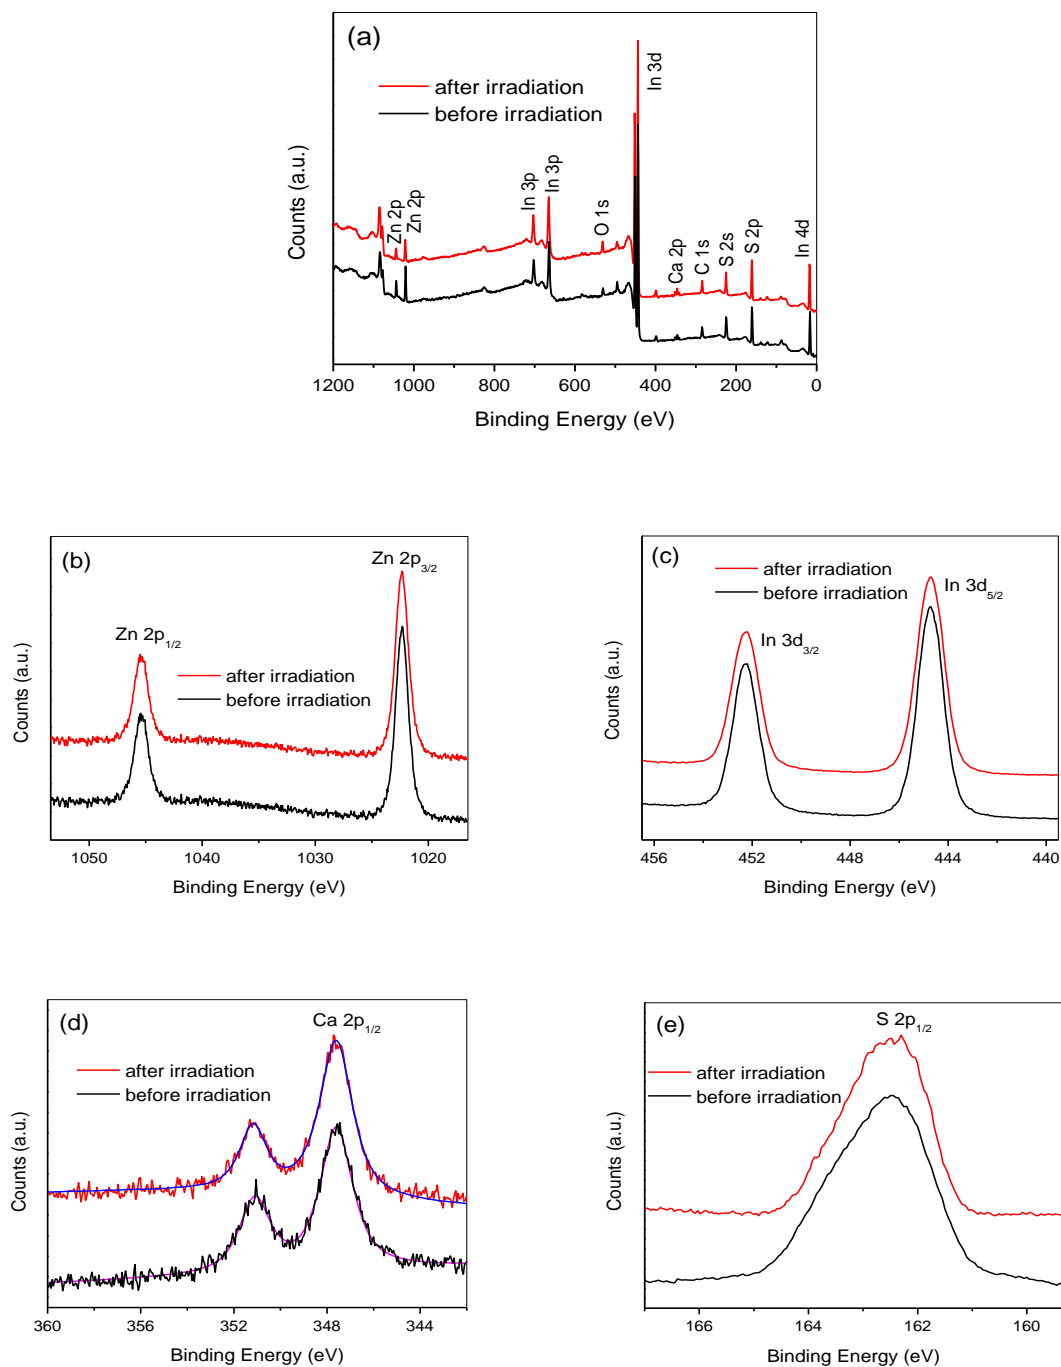 (a)
after irradiation
before irradiation
Zn 2p
Zn 2p
In 3p
In 3p
O 1s
In 3d
Ca 2p
C 1s
S 2s
S 2p
In 4d
Counts (a.u.)
1200 1000 800 600 400 200 0
Binding Energy (eV)
(b)
Zn 2p3/2
Zn 2p1/2
after irradiation
before irradiation
Counts (a.u.)
1050 1040 1030 1020
Binding Energy (eV)
(c)
after irradiation
before irradiation
In 3d5/2
In 3d3/2
Counts (a.u.)
456 452 448 444 440
Binding Energy (eV)
(d)
Ca 2p1/2
after irradiation
before irradiation
Counts (a.u.)
360 356 352 348 344
Binding Energy (eV)
(e)
S 2p1/2
after irradiation
before irradiation
Counts (a.u.)
166 164 162 160
Binding Energy (eV)